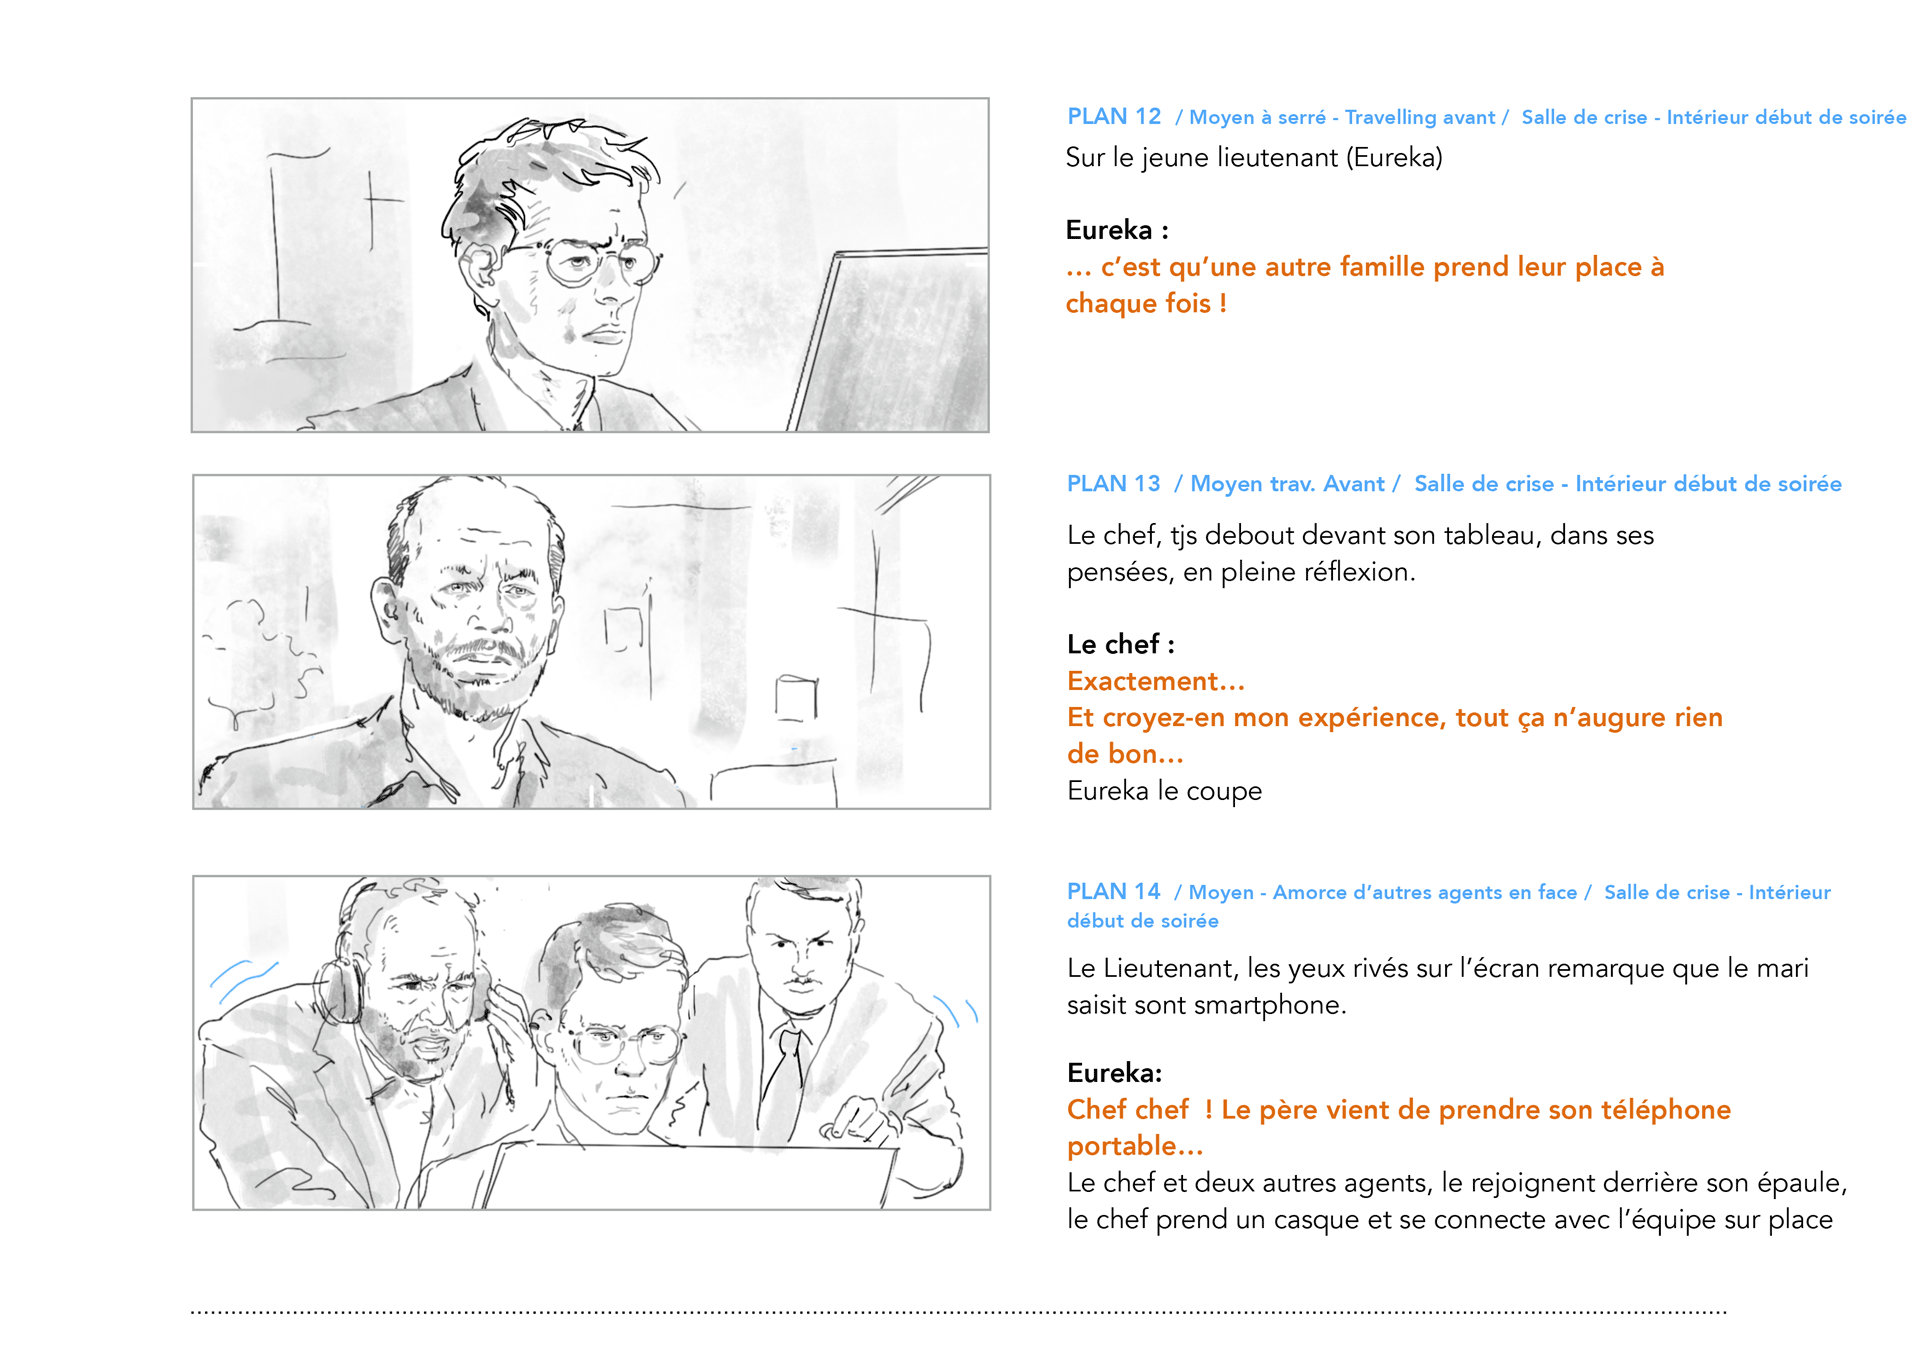 PLAN 12 / Moyen à serré - Travelling avant / Salle de crise - Intérieur début de soirée
Sur le jeune lieutenant (Eureka)
Eureka :
… c’est qu’une autre famille prend leur place à
chaque fois !
PLAN 13 / Moyen trav. Avant / Salle de crise - Intérieur début de soirée
Le chef, tjs debout devant son tableau, dans ses
pensées, en pleine réflexion.
Le chef :
Exactement…
Et croyez-en mon expérience, tout ça n’augure rien
de bon…
Eureka le coupe
PLAN 14 / Moyen - Amorce d’autres agents en face / Salle de crise - Intérieur
début de soirée
Le Lieutenant, les yeux rivés sur l’écran remarque que le mari
saisit sont smartphone.
Eureka:
Chef chef ! Le père vient de prendre son téléphone
portable…
Le chef et deux autres agents, le rejoignent derrière son épaule,
le chef prend un casque et se connecte avec l’équipe sur place